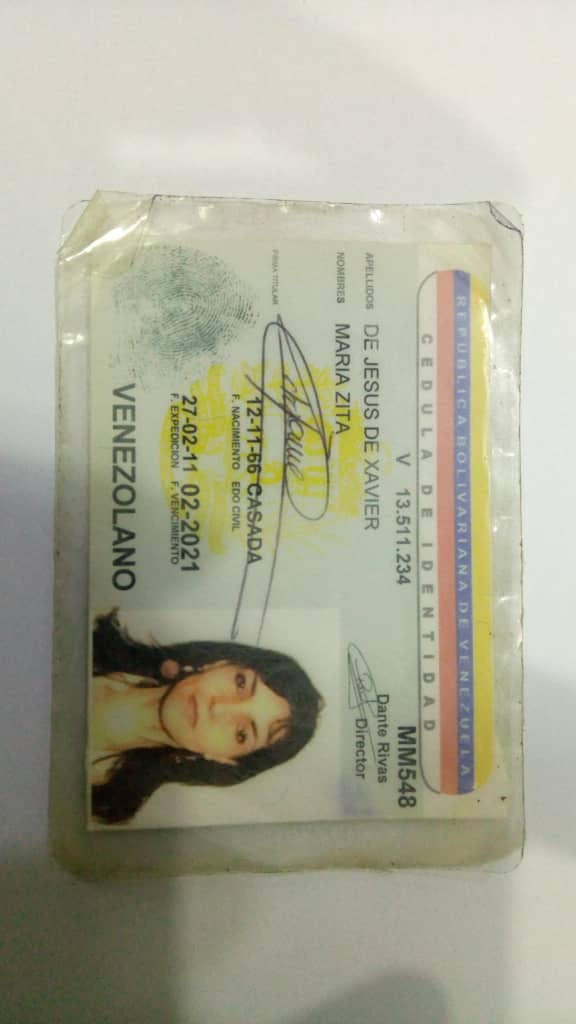 REPUBLICA BOLIVARIANA DE VENEZUELA
CEDULA DE IDENTIDAD
V 13.511.234 MM548
APELLIDOS DE JESUS DE XAVIER
Dante Rivas
Director
NOMBRES MARIA ZITA
FIRMA TITULAR
12-11-66 CASADA
F. NACIMIENTO EDO CIVIL
27-02-11 02-2021
F. EXPEDICION F. VENCIMIENTO
VENEZOLANO